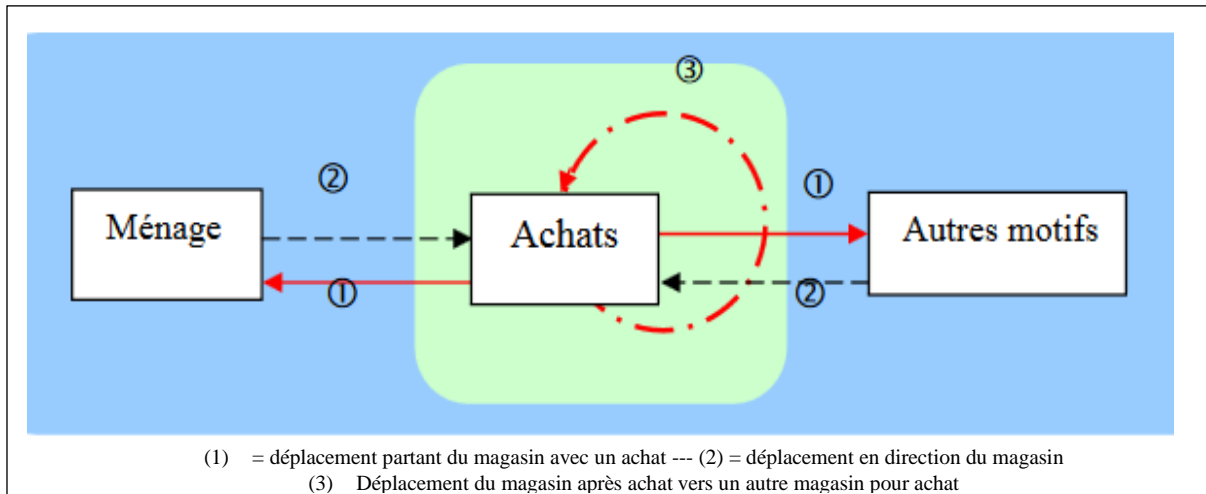 ③
② ①
Ménage Achats Autres motifs
① ②
(1) = déplacement partant du magasin avec un achat --- (2) = déplacement en direction du magasin
(3) Déplacement du magasin après achat vers un autre magasin pour achat